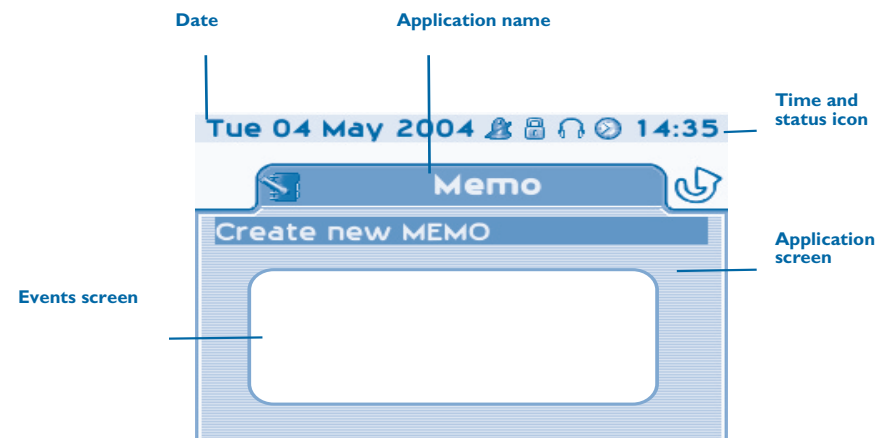 Date
Application name
Time and
status icon
Tue 04 May 2004 14:35
Memo
Create new MEMO
Application
screen
Events screen